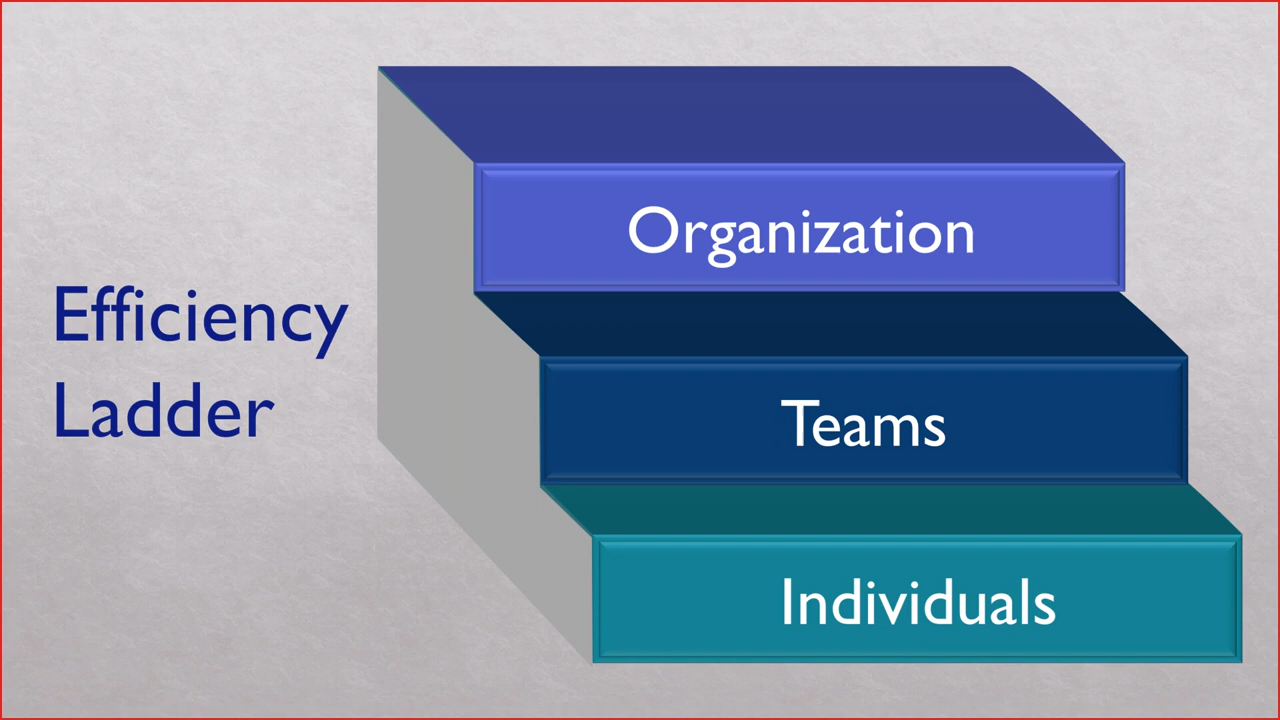 Efficiency
Ladder
Organization
Teams
Individuals